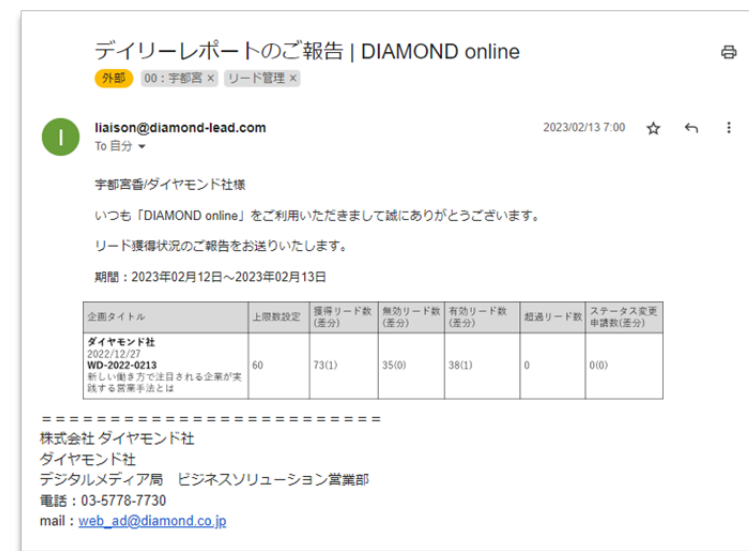 デイリーレポートのご報告 | DIAMOND online
外部 00：宇都宮 × リード管理 ×
I
liaison@diamond-lead.com 2023/02/13 7:00
To 自分
宇都宮香/ダイヤモンド社様
いつも「DIAMOND online」をご利用いただきまして誠にありがとうございます。
リード獲得状況のご報告をお送りいたします。
期間：2023年02月12日～2023年02月13日
企画タイトル 上限数設定 獲得リード数(差分) 無効リード数(差分) 有効リード数(差分) 超過リード数 ステータス変更申請数(差分)
ダイヤモンド社
2022/12/27
WD-2022-0213
新しい働き方で注目される企業が実
践する営業手法とは
60 73(1) 35(0) 38(1) 0 0(0)
= = = = = = = = = = = = = = = = = = = = = = = = =
株式会社 ダイヤモンド社
ダイヤモンド社
デジタルメディア局　ビジネスソリューション営業部
電話：03-5778-7730
mail：web_ad@diamond.co.jp